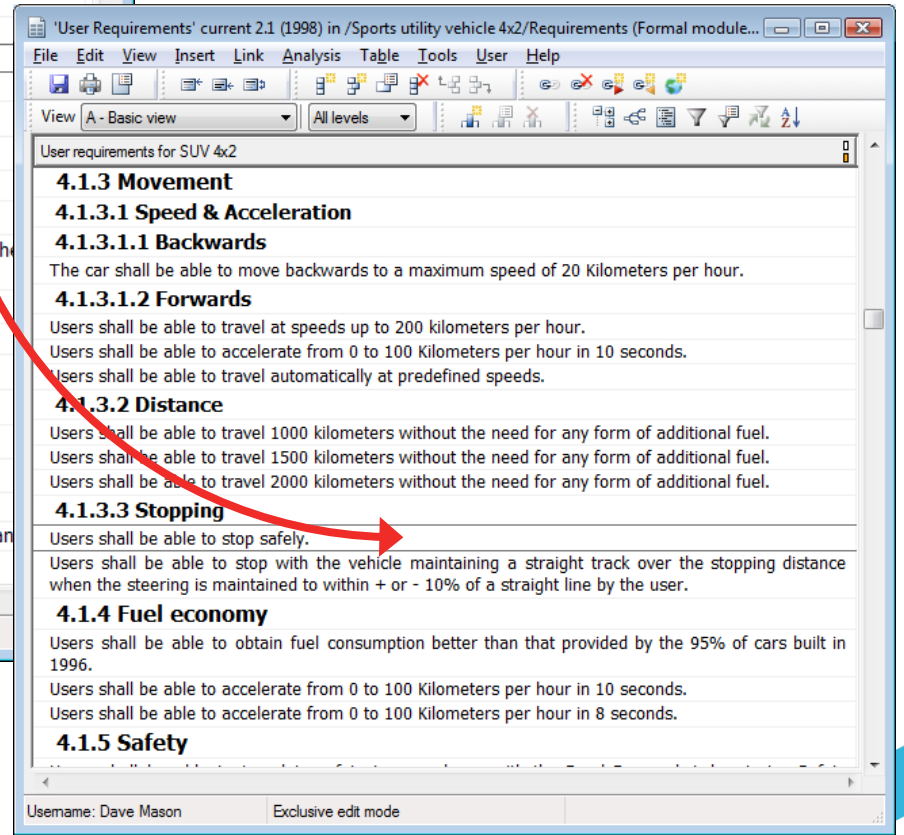 'User Requirements' current 2.1 (1998) in /Sports utility vehicle 4x2/Requirements (Formal module...
File Edit View Insert Link Analysis Table Tools User Help
View A - Basic view All levels
User requirements for SUV 4x2
4.1.3 Movement
4.1.3.1 Speed & Acceleration
4.1.3.1.1 Backwards
The car shall be able to move backwards to a maximum speed of 20 Kilometers per hour.
4.1.3.1.2 Forwards
Users shall be able to travel at speeds up to 200 kilometers per hour.
Users shall be able to accelerate from 0 to 100 Kilometers per hour in 10 seconds.
Users shall be able to travel automatically at predefined speeds.
4.1.3.2 Distance
Users shall be able to travel 1000 kilometers without the need for any form of additional fuel.
Users shall be able to travel 1500 kilometers without the need for any form of additional fuel.
Users shall be able to travel 2000 kilometers without the need for any form of additional fuel.
4.1.3.3 Stopping
Users shall be able to stop safely.
Users shall be able to stop with the vehicle maintaining a straight track over the stopping distance
when the steering is maintained to within + or - 10% of a straight line by the user.
4.1.4 Fuel economy
Users shall be able to obtain fuel consumption better than that provided by the 95% of cars built in
1996.
Users shall be able to accelerate from 0 to 100 Kilometers per hour in 10 seconds.
Users shall be able to accelerate from 0 to 100 Kilometers per hour in 8 seconds.
4.1.5 Safety
Username: Dave Mason Exclusive edit mode